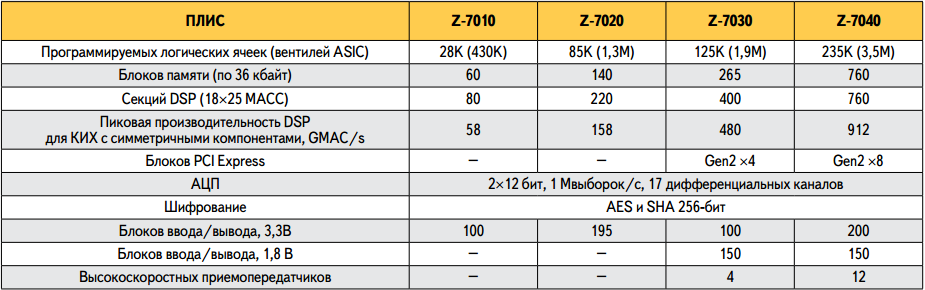 ПЛИС Z-7010 Z-7020 Z-7030 Z-7040
Программируемых логических ячеек (вентилей ASIC) 28K (430K) 85K (1,3M) 125K (1,9M) 235K (3,5M)
Блоков памяти (по 36 кбайт) 60 140 265 760
Секций DSP (18×25 MACC) 80 220 400 760
Пиковая производительность DSP
для КИХ с симметричными компонентами, GMAC/s 58 158 480 912
Блоков PCI Express – – Gen2 ×4 Gen2 ×8
АЦП 2×12 бит, 1 Мвыборок/с, 17 дифференциальных каналов
Шифрование AES и SHA 256-бит
Блоков ввода/вывода, 3,3В 100 195 100 200
Блоков ввода/вывода, 1,8 В – – 150 150
Высокоскоростных приемопередатчиков – – 4 12